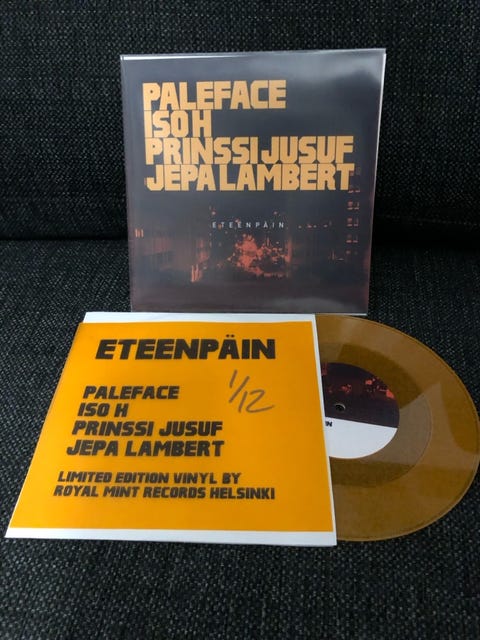 PALEFACE
ISO H
PRINSSI JUSUF
JEPA LAMBERT
ETEENPÄIN
ETEENPÄIN
1/12
PALEFACE
ISO H
PRINSSI JUSUF
JEPA LAMBERT
LIMITED EDITION VINYL BY
ROYAL MINT RECORDS HELSINKI